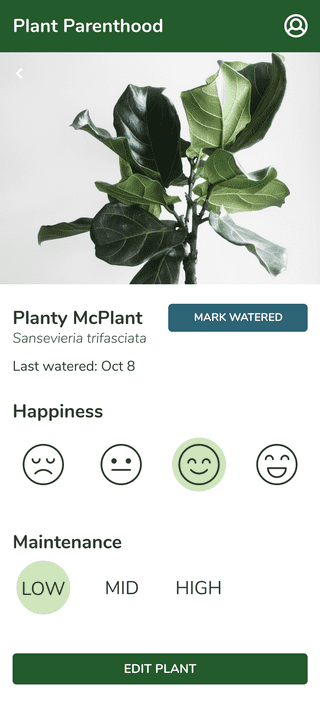 Plant Parenthood
Planty McPlant
MARK WATERED
Sansevieria trifasciata
Last watered: Oct 8
Happiness
Maintenance
LOW MID HIGH
EDIT PLANT